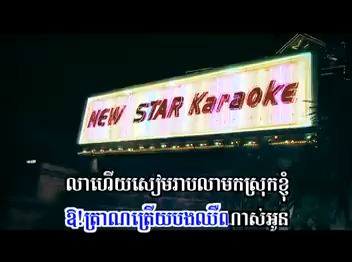 NEW STAR Karaoke
លាហើយសៀមរាបលាមកស្រុកខ្ញុំ
ឱ!ត្រាណត្រើយបងឈឺណាស់អូន